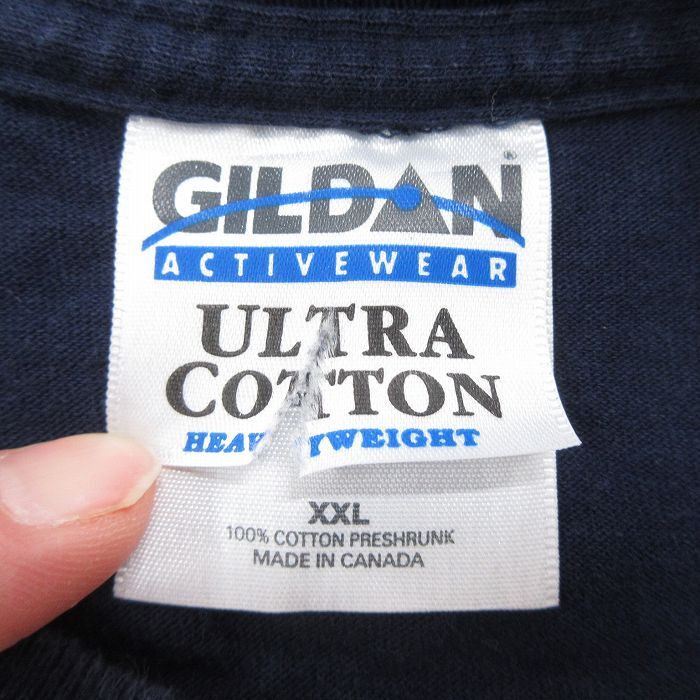 GILDAN®
ACTIVEWEAR
ULTRA
COTTON
HEAVYWEIGHT
XXL
100% COTTON PRESHRUNK
MADE IN CANADA